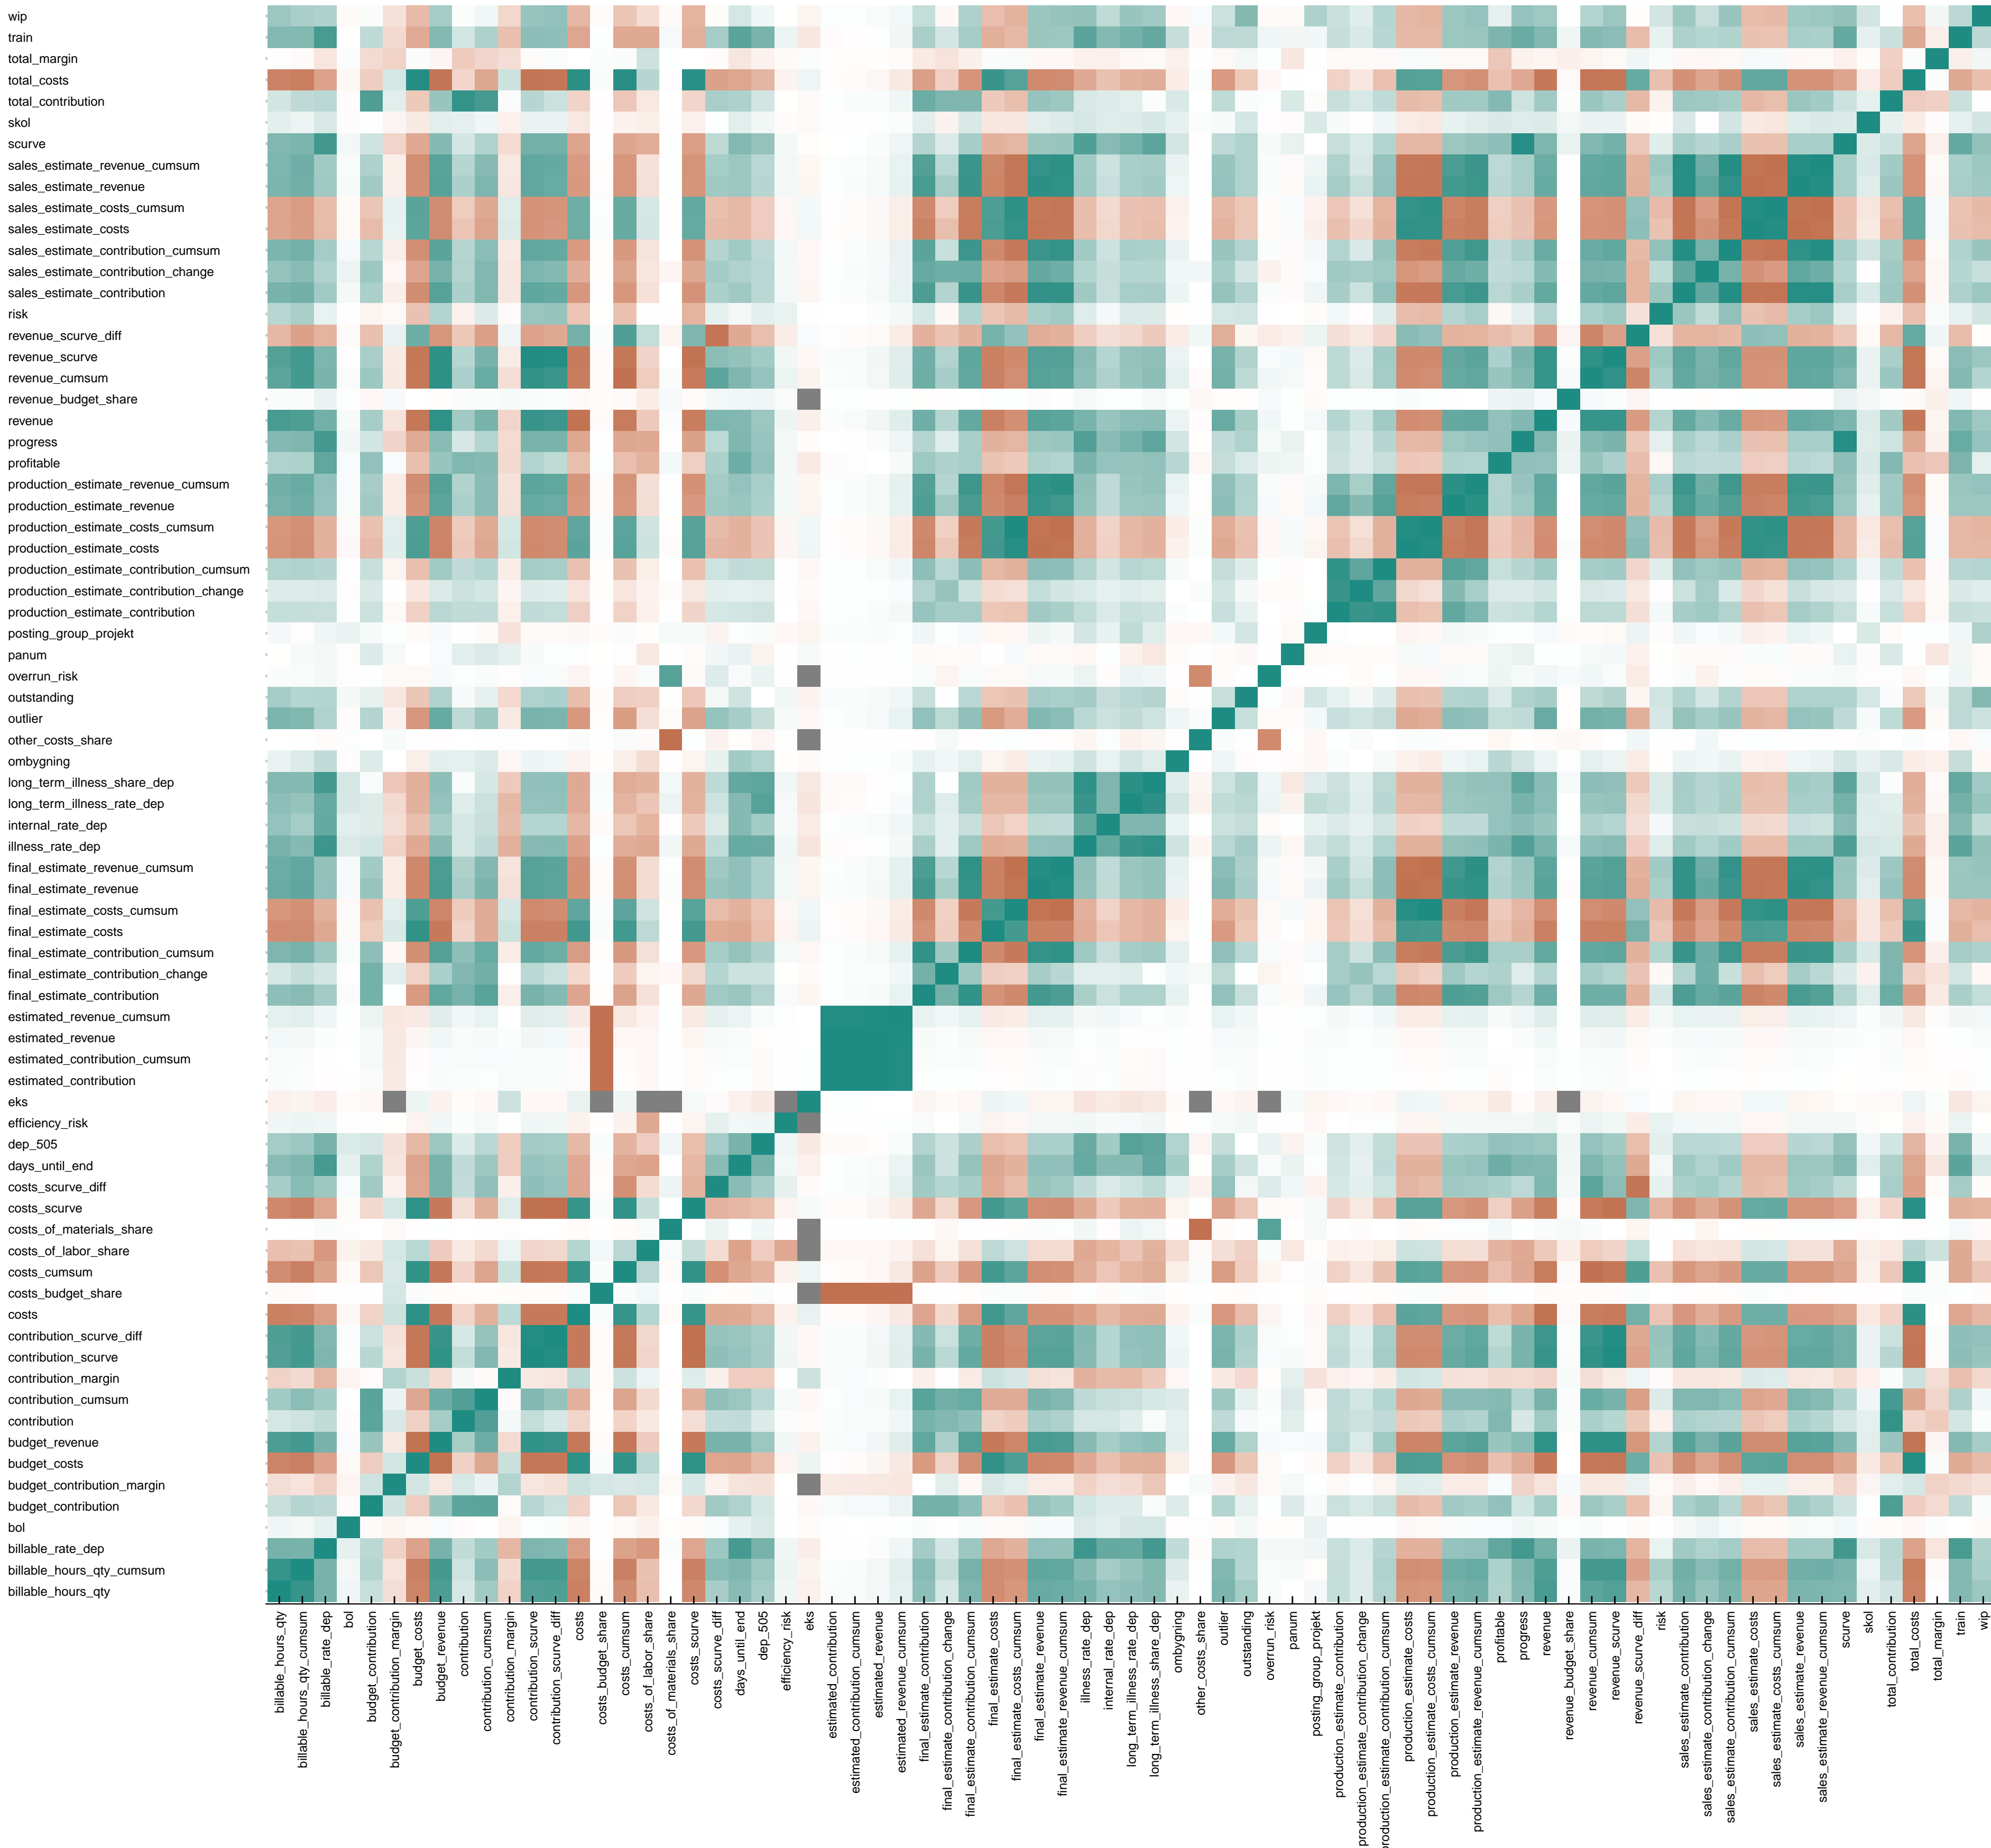 wip
train
total_margin
total_costs
total_contribution
skol
scurve
sales_estimate_revenue_cumsum
sales_estimate_revenue
sales_estimate_costs_cumsum
sales_estimate_costs
sales_estimate_contribution_cumsum
sales_estimate_contribution_change
sales_estimate_contribution
risk
revenue_scurve_diff
revenue_scurve
revenue_cumsum
revenue_budget_share
revenue
progress
profitable
production_estimate_revenue_cumsum
production_estimate_revenue
production_estimate_costs_cumsum
production_estimate_costs
production_estimate_contribution_cumsum
production_estimate_contribution_change
production_estimate_contribution
posting_group_projekt
panum
overrun_risk
outstanding
outlier
other_costs_share
ombygning
long_term_illness_share_dep
long_term_illness_rate_dep
internal_rate_dep
illness_rate_dep
final_estimate_revenue_cumsum
final_estimate_revenue
final_estimate_costs_cumsum
final_estimate_costs
final_estimate_contribution_cumsum
final_estimate_contribution_change
final_estimate_contribution
estimated_revenue_cumsum
estimated_revenue
estimated_contribution_cumsum
estimated_contribution
eks
efficiency_risk
dep_505
days_until_end
costs_scurve_diff
costs_scurve
costs_of_materials_share
costs_of_labor_share
costs_cumsum
costs_budget_share
costs
contribution_scurve_diff
contribution_scurve
contribution_margin
contribution_cumsum
contribution
budget_revenue
budget_costs
budget_contribution_margin
budget_contribution
bol
billable_rate_dep
billable_hours_qty_cumsum
billable_hours_qty
billable_hours_qty
billable_hours_qty_cumsum
billable_rate_dep
bol
budget_contribution
budget_contribution_margin
budget_costs
budget_revenue
contribution
contribution_cumsum
contribution_margin
contribution_scurve
contribution_scurve_diff
costs
costs_budget_share
costs_cumsum
costs_of_labor_share
costs_of_materials_share
costs_scurve
costs_scurve_diff
days_until_end
dep_505
efficiency_risk
eks
estimated_contribution
estimated_contribution_cumsum
estimated_revenue
estimated_revenue_cumsum
final_estimate_contribution
final_estimate_contribution_change
final_estimate_contribution_cumsum
final_estimate_costs
final_estimate_costs_cumsum
final_estimate_revenue
final_estimate_revenue_cumsum
illness_rate_dep
internal_rate_dep
long_term_illness_rate_dep
long_term_illness_share_dep
ombygning
other_costs_share
outlier
outstanding
overrun_risk
panum
posting_group_projekt
production_estimate_contribution
production_estimate_contribution_change
production_estimate_contribution_cumsum
production_estimate_costs
production_estimate_costs_cumsum
production_estimate_revenue
production_estimate_revenue_cumsum
profitable
progress
revenue
revenue_budget_share
revenue_cumsum
revenue_scurve
revenue_scurve_diff
risk
sales_estimate_contribution
sales_estimate_contribution_change
sales_estimate_contribution_cumsum
sales_estimate_costs
sales_estimate_costs_cumsum
sales_estimate_revenue
sales_estimate_revenue_cumsum
scurve
skol
total_contribution
total_costs
total_margin
train
wip